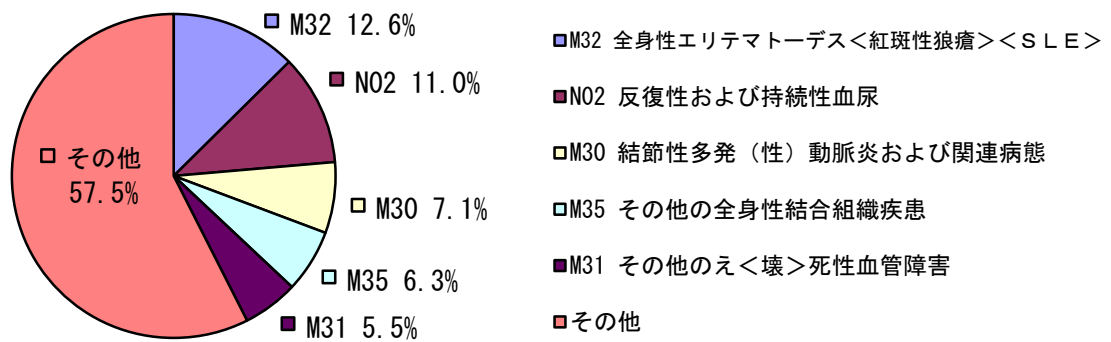 M32 12.6%
N02 11.0%
M30 7.1%
M35 6.3%
M31 5.5%
その他
57.5%
M32 全身性エリテマトーデス<紅斑性狼瘡><ＳＬＥ>
N02 反復性および持続性血尿
M30 結節性多発（性）動脈炎および関連病態
M35 その他の全身性結合組織疾患
M31 その他のえ<壊>死性血管障害
その他